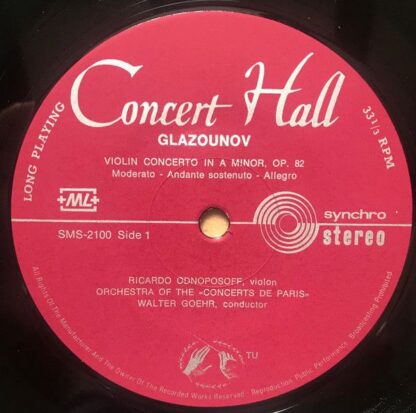 Concert Hall
LONG PLAYING
33 1/3 RPM
GLAZOUNOV
VIOLIN CONCERTO IN A MINOR, OP. 82
Moderato - Andante sostenuto - Allegro
+ML+
synchro
stereo
SMS-2100 Side 1
RICARDO ODNOPOSOFF, violon
ORCHESTRA OF THE «CONCERTS DE PARIS»
WALTER GOEHR, conductor
TU
All Rights Of The Manufacturer And The Owner Of The Recorded Works Reserved - Reproduction Public Performance Broadcasting Prohibited